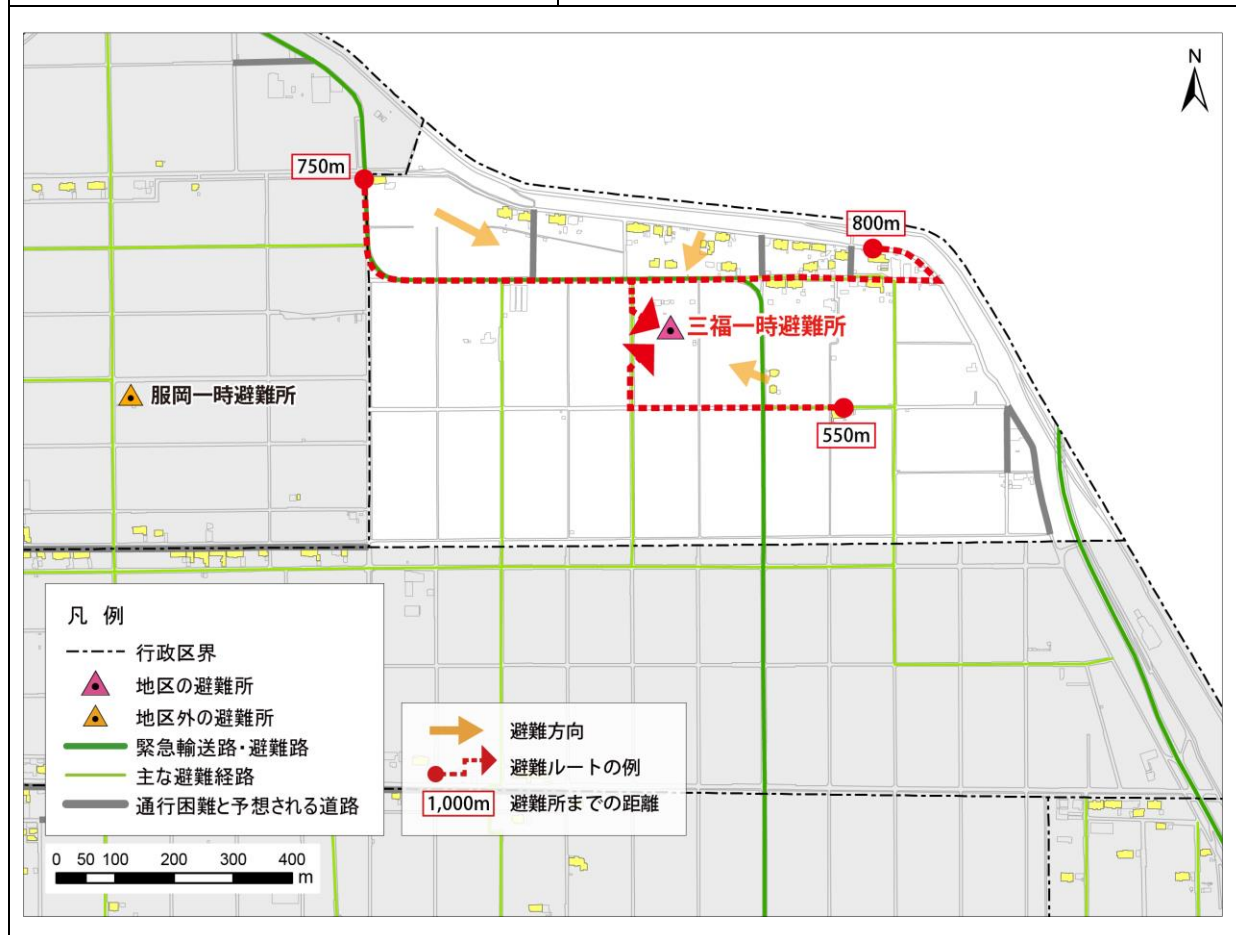 N
750m
800m
三福一時避難所
服岡一時避難所
550m
凡 例
行政区界
地区の避難所
地区外の避難所
緊急輸送路・避難路
主な避難経路
通行困難と予想される道路
避難方向
避難ルートの例
1,000m 避難所までの距離
0 50 100 200 300 400
m